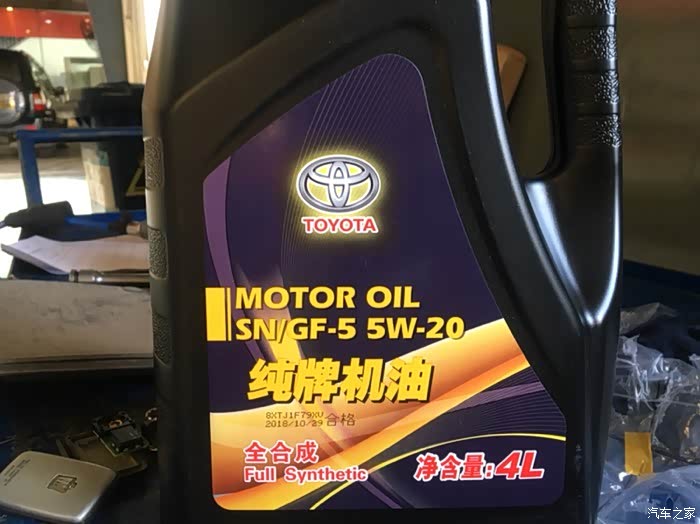 TOYOTA
MOTOR OIL
SN/GF-5 5W-20
纯牌机油
8XTJ1F79XV
2018/10/29 合格
全合成
Full Synthetic
净含量:4L
汽车之家